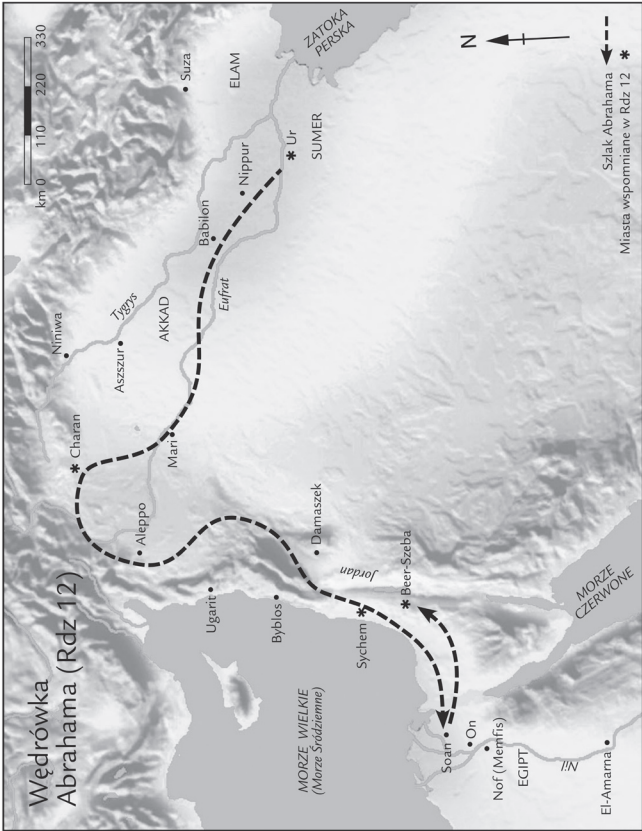 Wędrówka
Abrahama (Rdz 12)
km 0 110 220 330
Niniwa
Charan
Tygrys
Aszszur
Suza
ELAM
AKKAD
Aleppo
Mari
Babilon
Nippur
Eufrat
Ur
SUMER
ZATOKA
PERSKA
Ugarit
Byblos
Damaszek
Jordan
Sychem
Beer-Szeba
MORZE WIELKIE
(Morze Śródziemne)
Soan
On
Nof (Memfis)
EGIPT
Nil
El-Amarna
MORZE
CZERWONE
N
Szlak Abrahama
Miasta wspomniane w Rdz 12 *